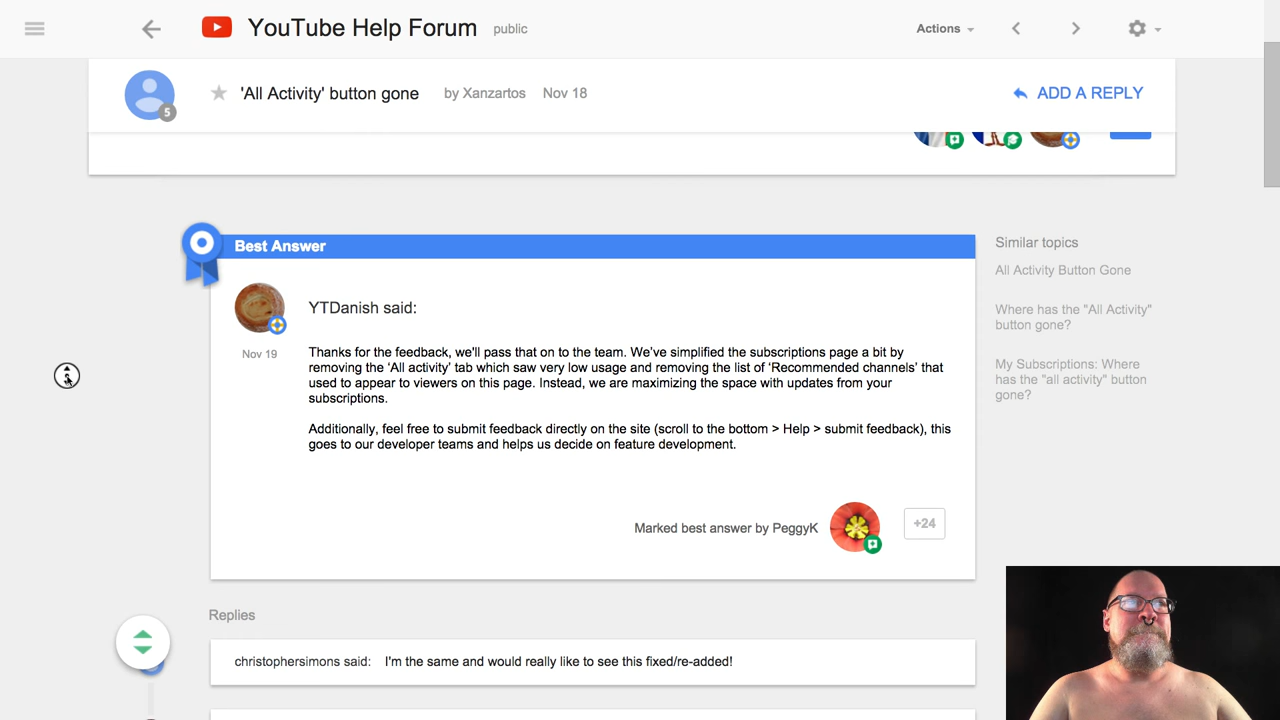 YouTube Help Forum public
Actions
5
'All Activity' button gone by Xanzartos Nov 18
ADD A REPLY
Best Answer
YTDanish said:
Nov 19
Thanks for the feedback, we'll pass that on to the team. We've simplified the subscriptions page a bit by
removing the 'All activity' tab which saw very low usage and removing the list of 'Recommended channels' that
used to appear to viewers on this page. Instead, we are maximizing the space with updates from your
subscriptions.
Additionally, feel free to submit feedback directly on the site (scroll to the bottom > Help > submit feedback), this
goes to our developer teams and helps us decide on feature development.
Marked best answer by PeggyK
+24
Similar topics
All Activity Button Gone
Where has the "All Activity"
button gone?
My Subscriptions: Where
has the "all activity" button
gone?
Replies
christophersimons said: I'm the same and would really like to see this fixed/re-added!